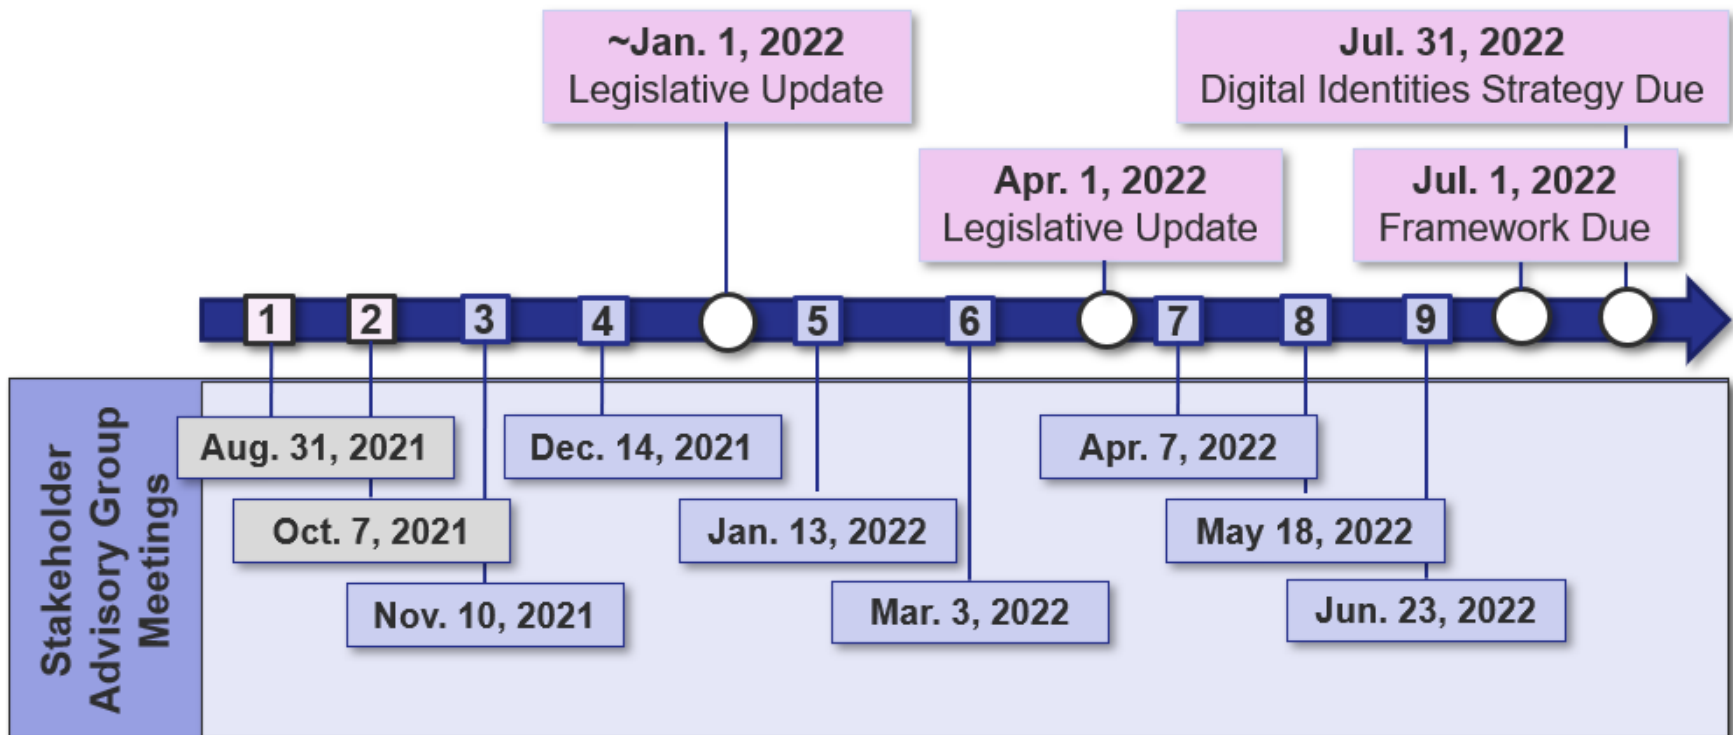 ~Jan. 1, 2022
Legislative Update
Jul. 31, 2022
Digital Identities Strategy Due
Apr. 1, 2022
Legislative Update
Jul. 1, 2022
Framework Due
1
2
3
4
5
6
7
8
9
Stakeholder
Advisory Group
Meetings
Aug. 31, 2021
Oct. 7, 2021
Nov. 10, 2021
Dec. 14, 2021
Jan. 13, 2022
Mar. 3, 2022
Apr. 7, 2022
May 18, 2022
Jun. 23, 2022